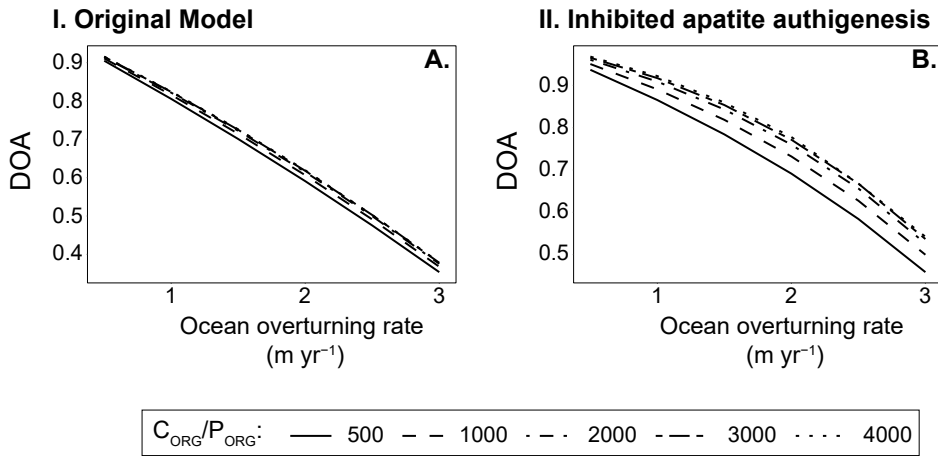 I. Original Model
A.
0.9
0.8
0.7
0.6
0.5
0.4
DOA
1 2 3
Ocean overturning rate
(m yr⁻¹)
II. Inhibited apatite authigenesis
B.
0.9
0.8
0.7
0.6
0.5
DOA
1 2 3
Ocean overturning rate
(m yr⁻¹)
C_ORG/P_ORG: 500 1000 2000 3000 4000